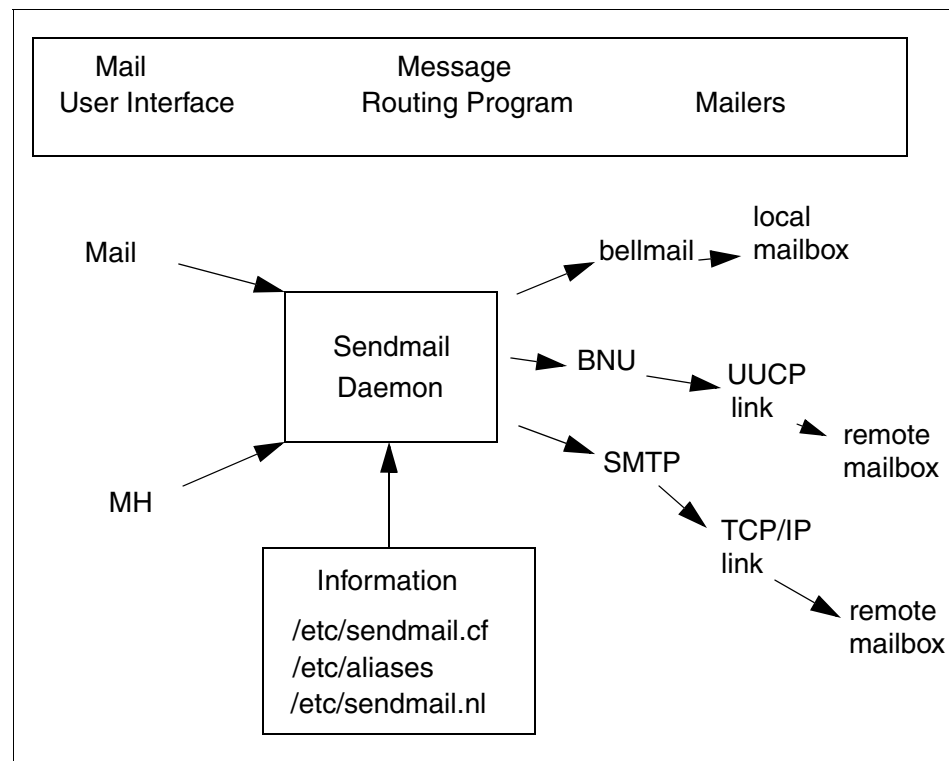 Mail
User Interface
Message
Routing Program
Mailers
Mail
MH
Sendmail
Daemon
Information
/etc/sendmail.cf
/etc/aliases
/etc/sendmail.nl
bellmail
local
mailbox
BNU
UUCP
link
remote
mailbox
SMTP
TCP/IP
link
remote
mailbox